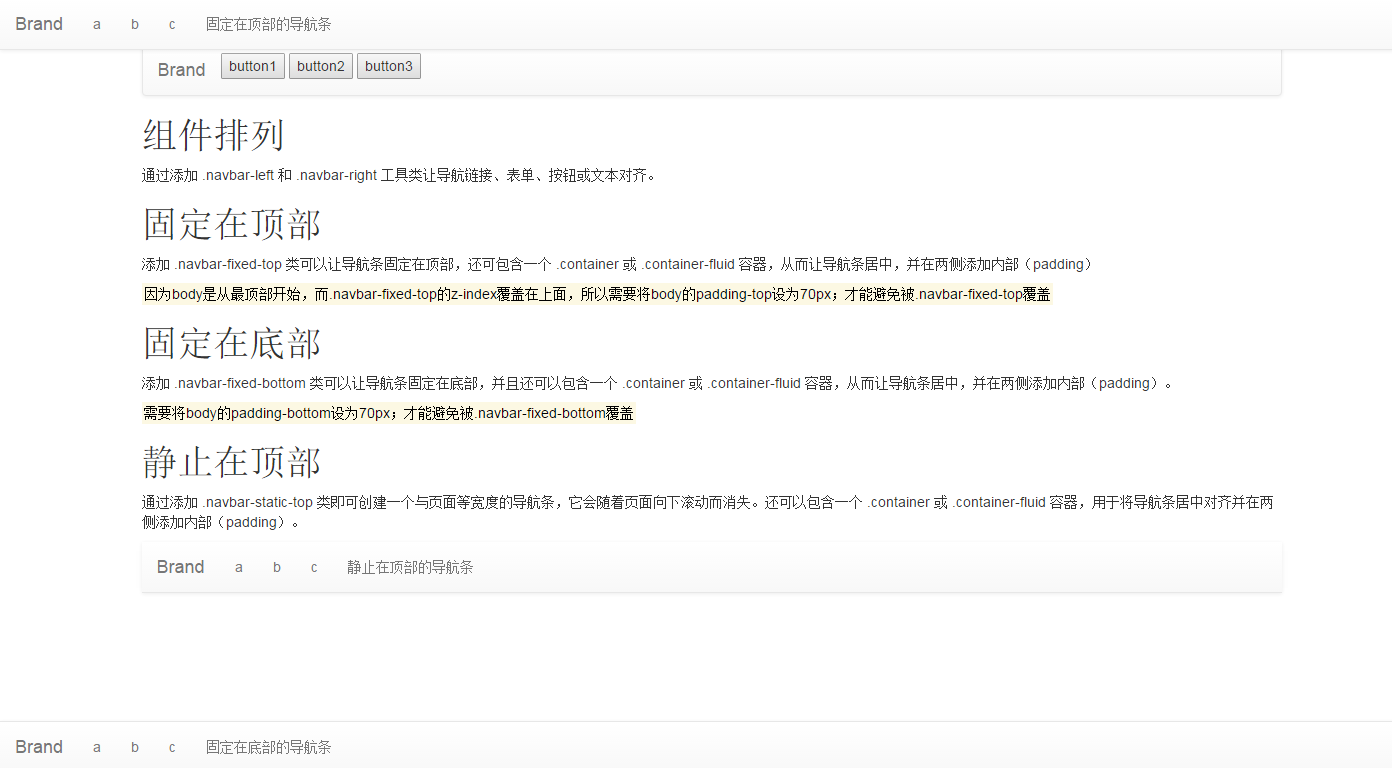 Brand a b c 固定在顶部的导航条
Brand button1 button2 button3
组件排列
通过添加 .navbar-left 和 .navbar-right 工具类让导航链接、表单、按钮或文本对齐。
固定在顶部
添加 .navbar-fixed-top 类可以让导航条固定在顶部，还可包含一个 .container 或 .container-fluid 容器，从而让导航条居中，并在两侧添加内部（padding）
因为body是从最顶部开始，而.navbar-fixed-top的z-index覆盖在上面，所以需要将body的padding-top设为70px；才能避免被.navbar-fixed-top覆盖
固定在底部
添加 .navbar-fixed-bottom 类可以让导航条固定在底部，并且还可以包含一个 .container 或 .container-fluid 容器，从而让导航条居中，并在两侧添加内部（padding）。
需要将body的padding-bottom设为70px；才能避免被.navbar-fixed-bottom覆盖
静止在顶部
通过添加 .navbar-static-top 类即可创建一个与页面等宽度的导航条，它会随着页面向下滚动而消失。还可以包含一个 .container 或 .container-fluid 容器，用于将导航条居中对齐并在两
侧添加内部（padding）。
Brand a b c 静止在顶部的导航条
Brand a b c 固定在底部的导航条